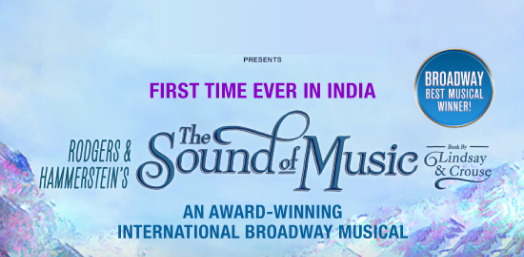 PRESENTS
FIRST TIME EVER IN INDIA
BROADWAY
BEST MUSICAL
WINNER!
RODGERS &
HAMMERSTEIN'S
The
Sound of Music
Book By
Lindsay
& Crouse
AN AWARD-WINNING
INTERNATIONAL BROADWAY MUSICAL